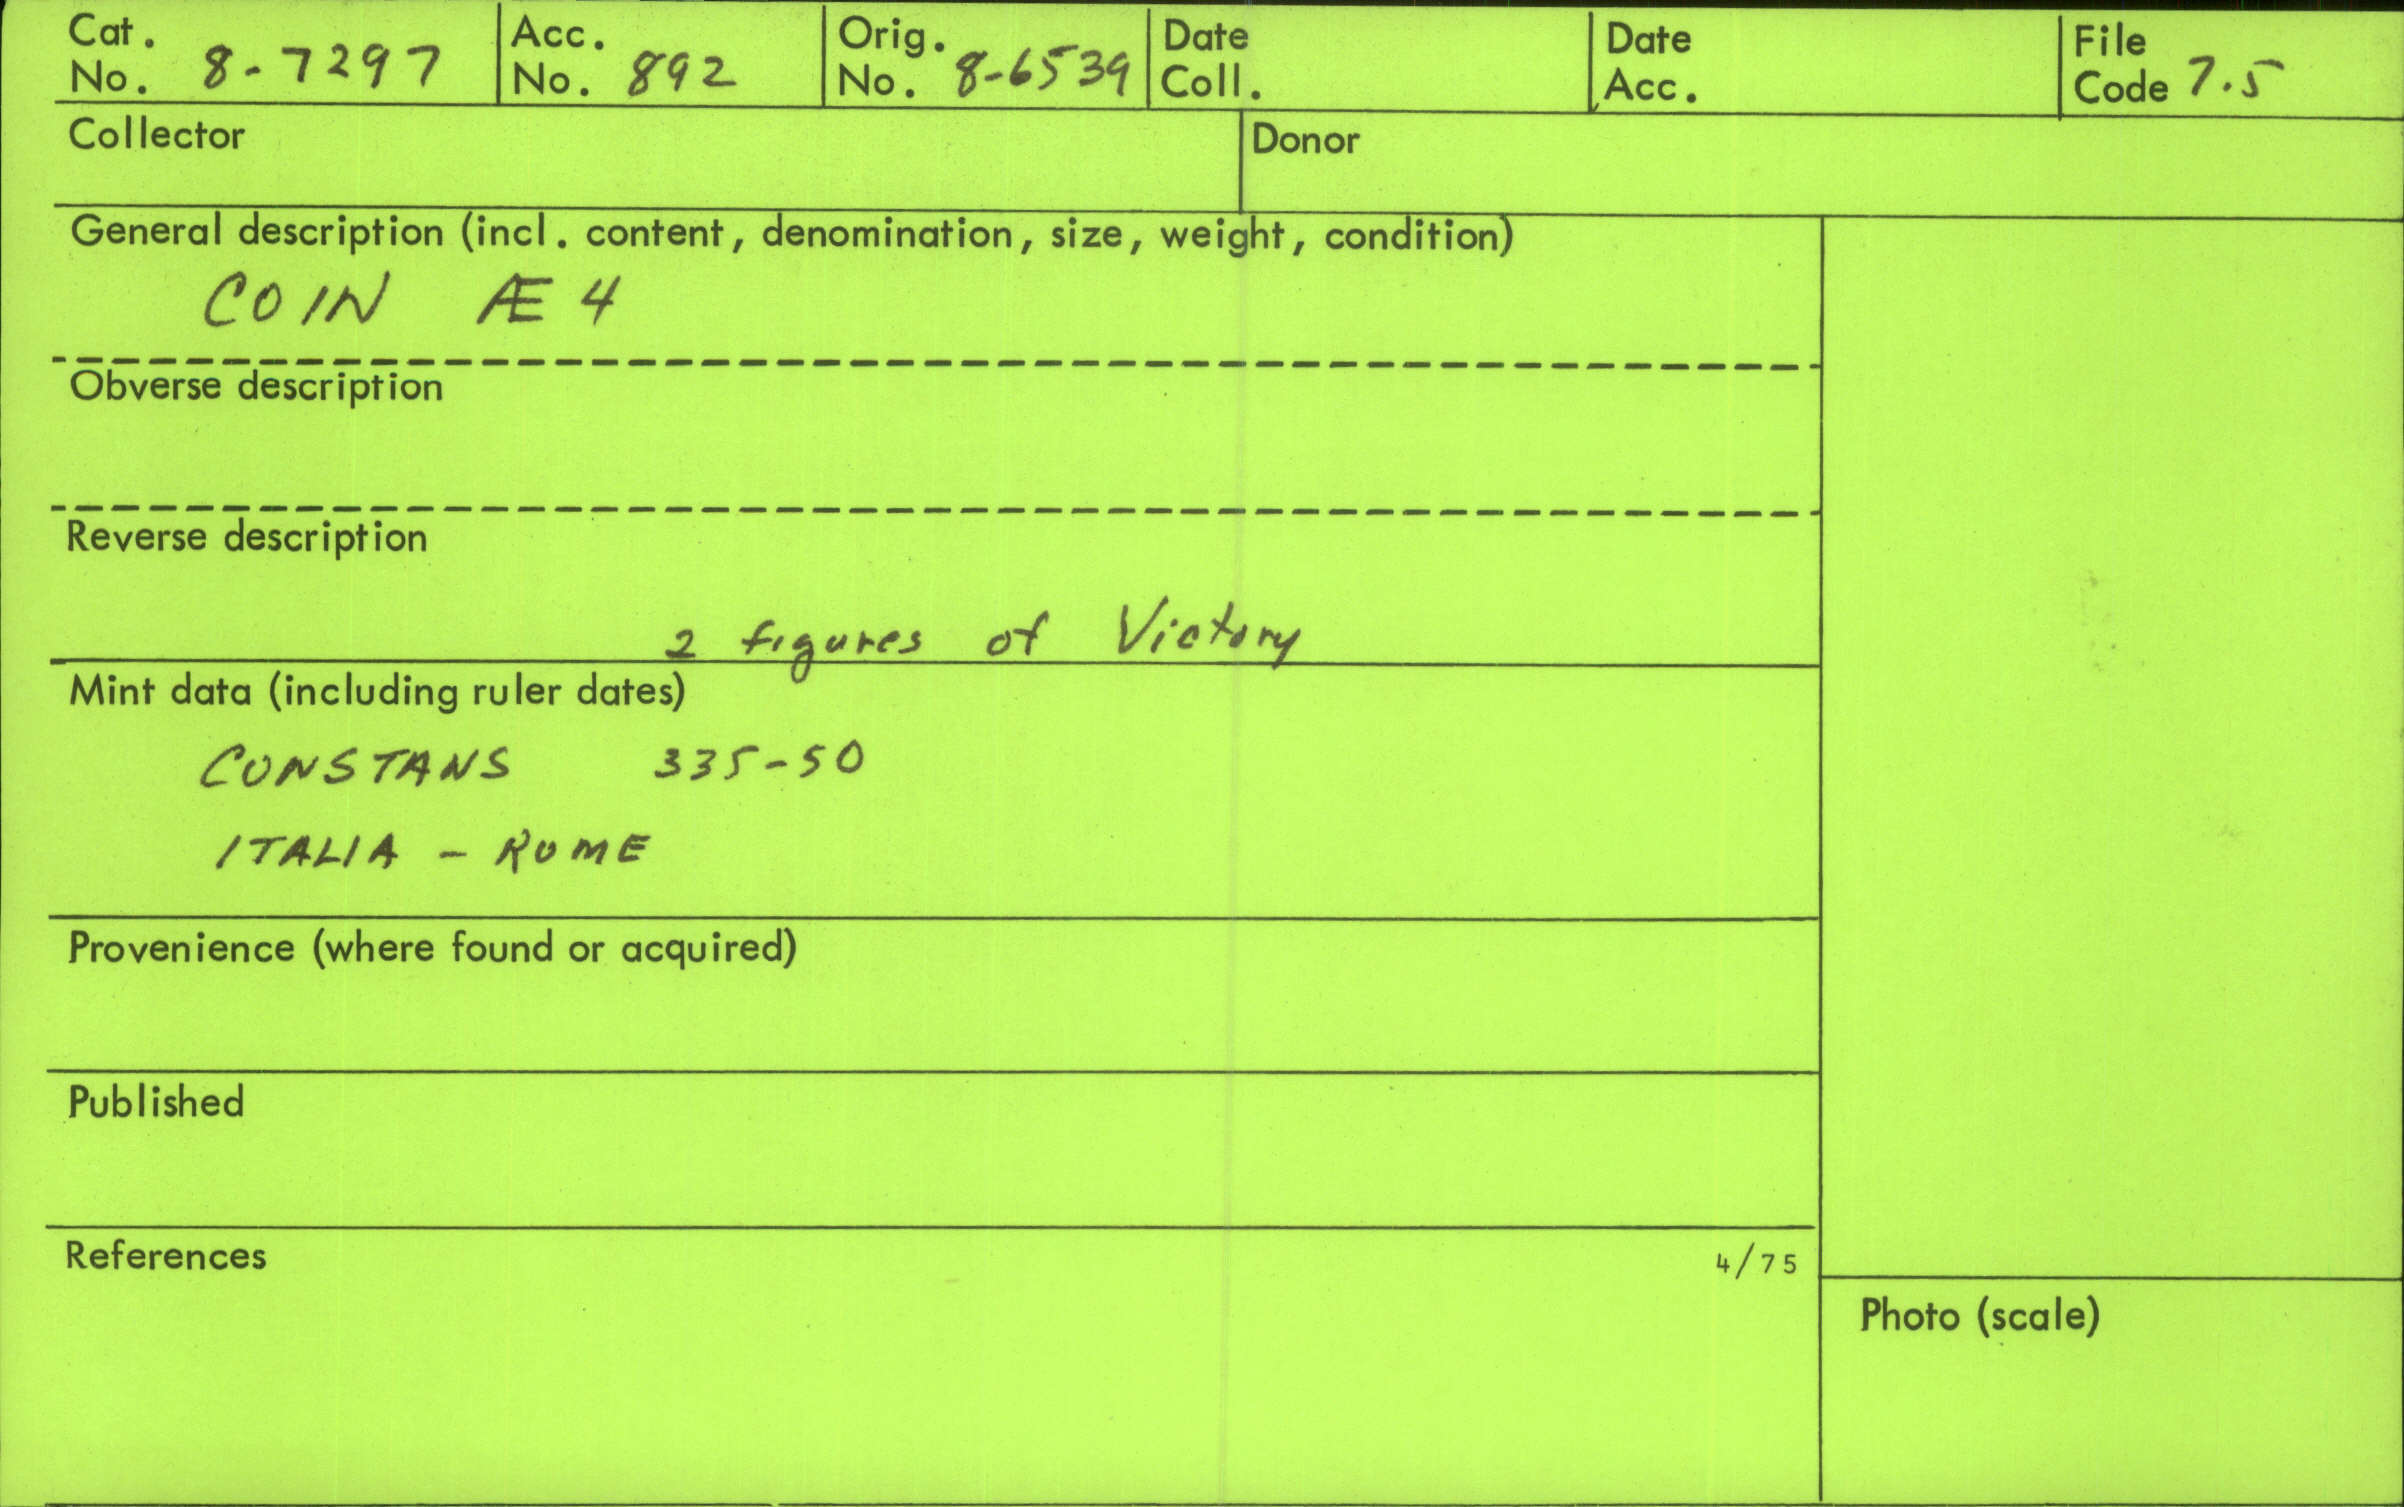 Cat. No. 8-7297
Acc. No. 892
Orig. No. 8-6539
Date Coll.
Date Acc.
File Code 7.5
Collector
Donor
General description (incl. content, denomination, size, weight, condition)
COIN Æ 4
Obverse description
Reverse description
2 figures of Victory
Mint data (including ruler dates)
CONSTANS 335-50
ITALIA - ROME
Provenience (where found or acquired)
Published
References
4/75
Photo (scale)